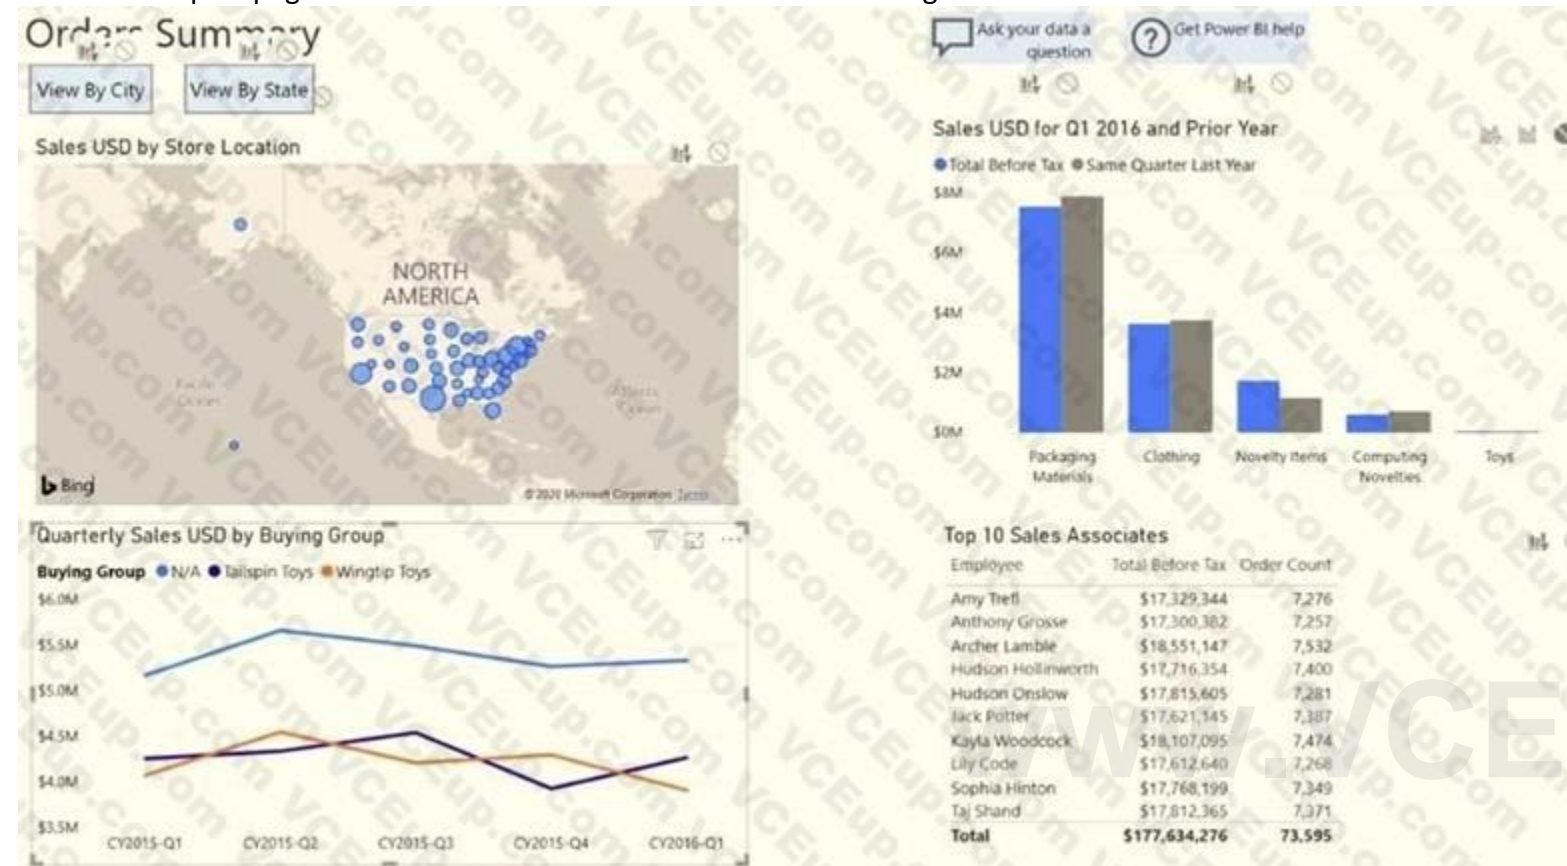 Orders Summary
View By City
View By State
Ask your data a
question
Get Power BI help
Sales USD by Store Location
NORTH
AMERICA
Pacific
Ocean
Atlantic
Ocean
Bing
©2020 Microsoft Corporation Terms
Sales USD for Q1 2016 and Prior Year
Total Before Tax Same Quarter Last Year
$8M
$6M
$4M
$2M
$0M
Packaging
Materials
Clothing
Novelty Items
Computing
Novelties
Toys
Quarterly Sales USD by Buying Group
Buying Group N/A Tailspin Toys Wingtip Toys
$6.0M
$5.5M
$5.0M
$4.5M
$4.0M
$3.5M
CY2015-Q1 CY2015-Q2 CY2015-Q3 CY2015-Q4 CY2016-Q1
Top 10 Sales Associates
Employee Total Before Tax Order Count
Amy Trefl $17,329,344 7,276
Anthony Grosse $17,300,382 7,257
Archer Lamble $18,551,147 7,532
Hudson Hollinworth $17,716,354 7,400
Hudson Onslow $17,815,605 7,281
Jack Potter $17,621,145 7,387
Kayla Woodcock $18,107,095 7,474
Lily Code $17,612,640 7,268
Sophia Hinton $17,768,199 7,349
Taj Shand $17,812,365 7,371
Total $177,634,276 73,595
www.VCE
VCEup.com